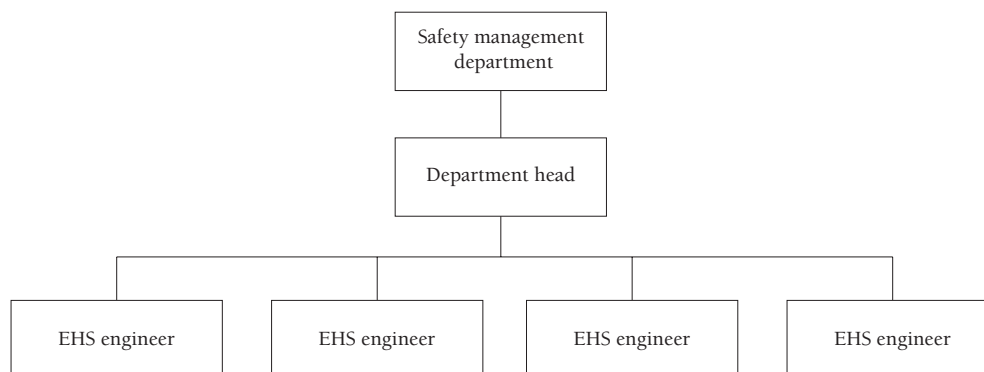 Safety management
department
Department head
EHS engineer
EHS engineer
EHS engineer
EHS engineer